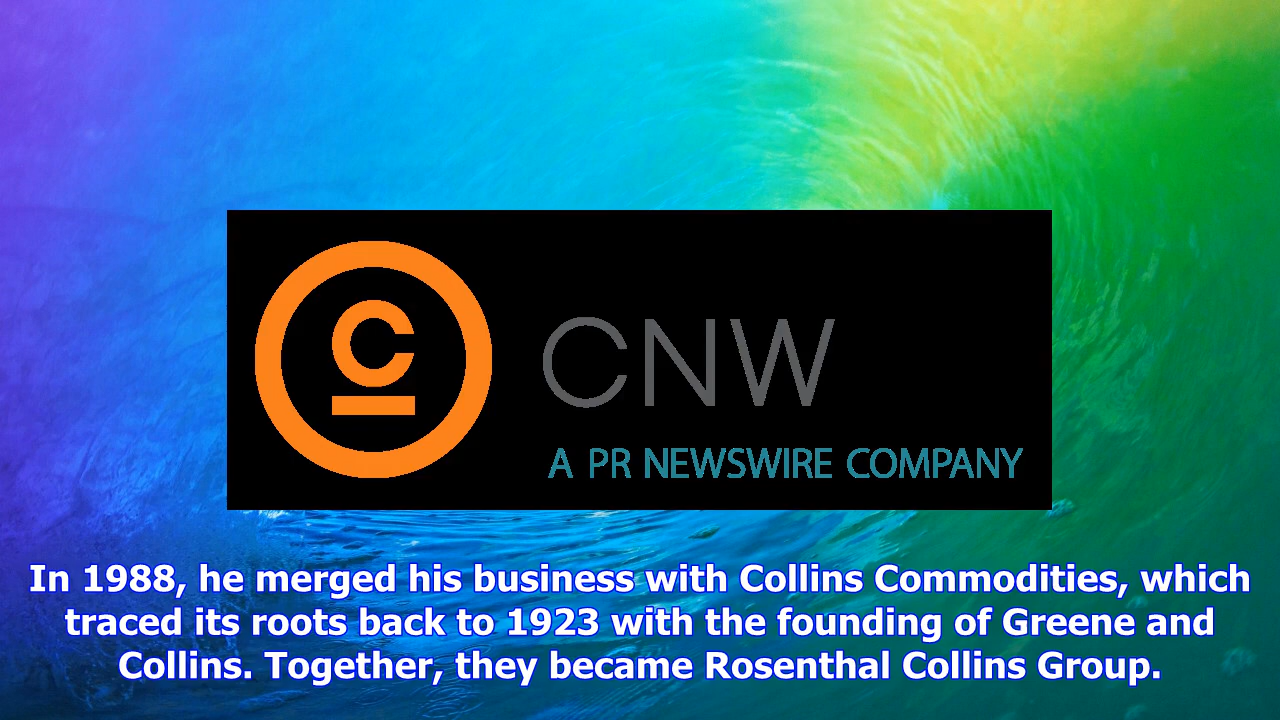 C
CNW
A PR NEWSWIRE COMPANY
In 1988, he merged his business with Collins Commodities, which
traced its roots back to 1923 with the founding of Greene and
Collins. Together, they became Rosenthal Collins Group.